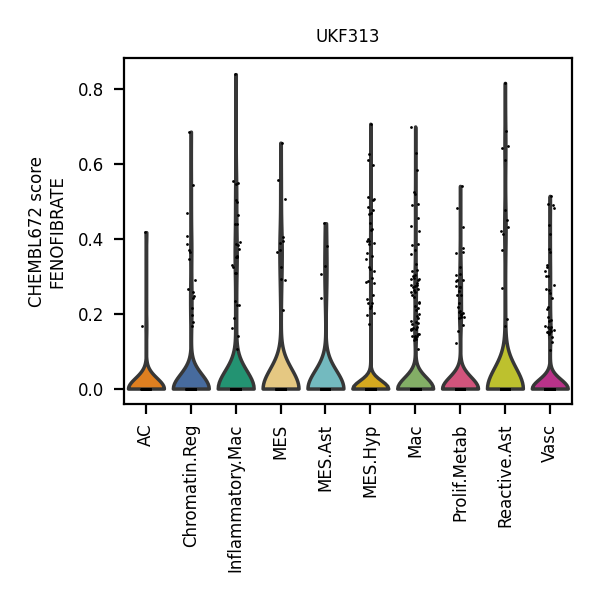 UKF313
CHEMBL672 score
FENOFIBRATE
0.8
0.6
0.4
0.2
0.0
AC
Chromatin.Reg
Inflammatory.Mac
MES
MES.Ast
MES.Hyp
Mac
Prolif.Metab
Reactive.Ast
Vasc